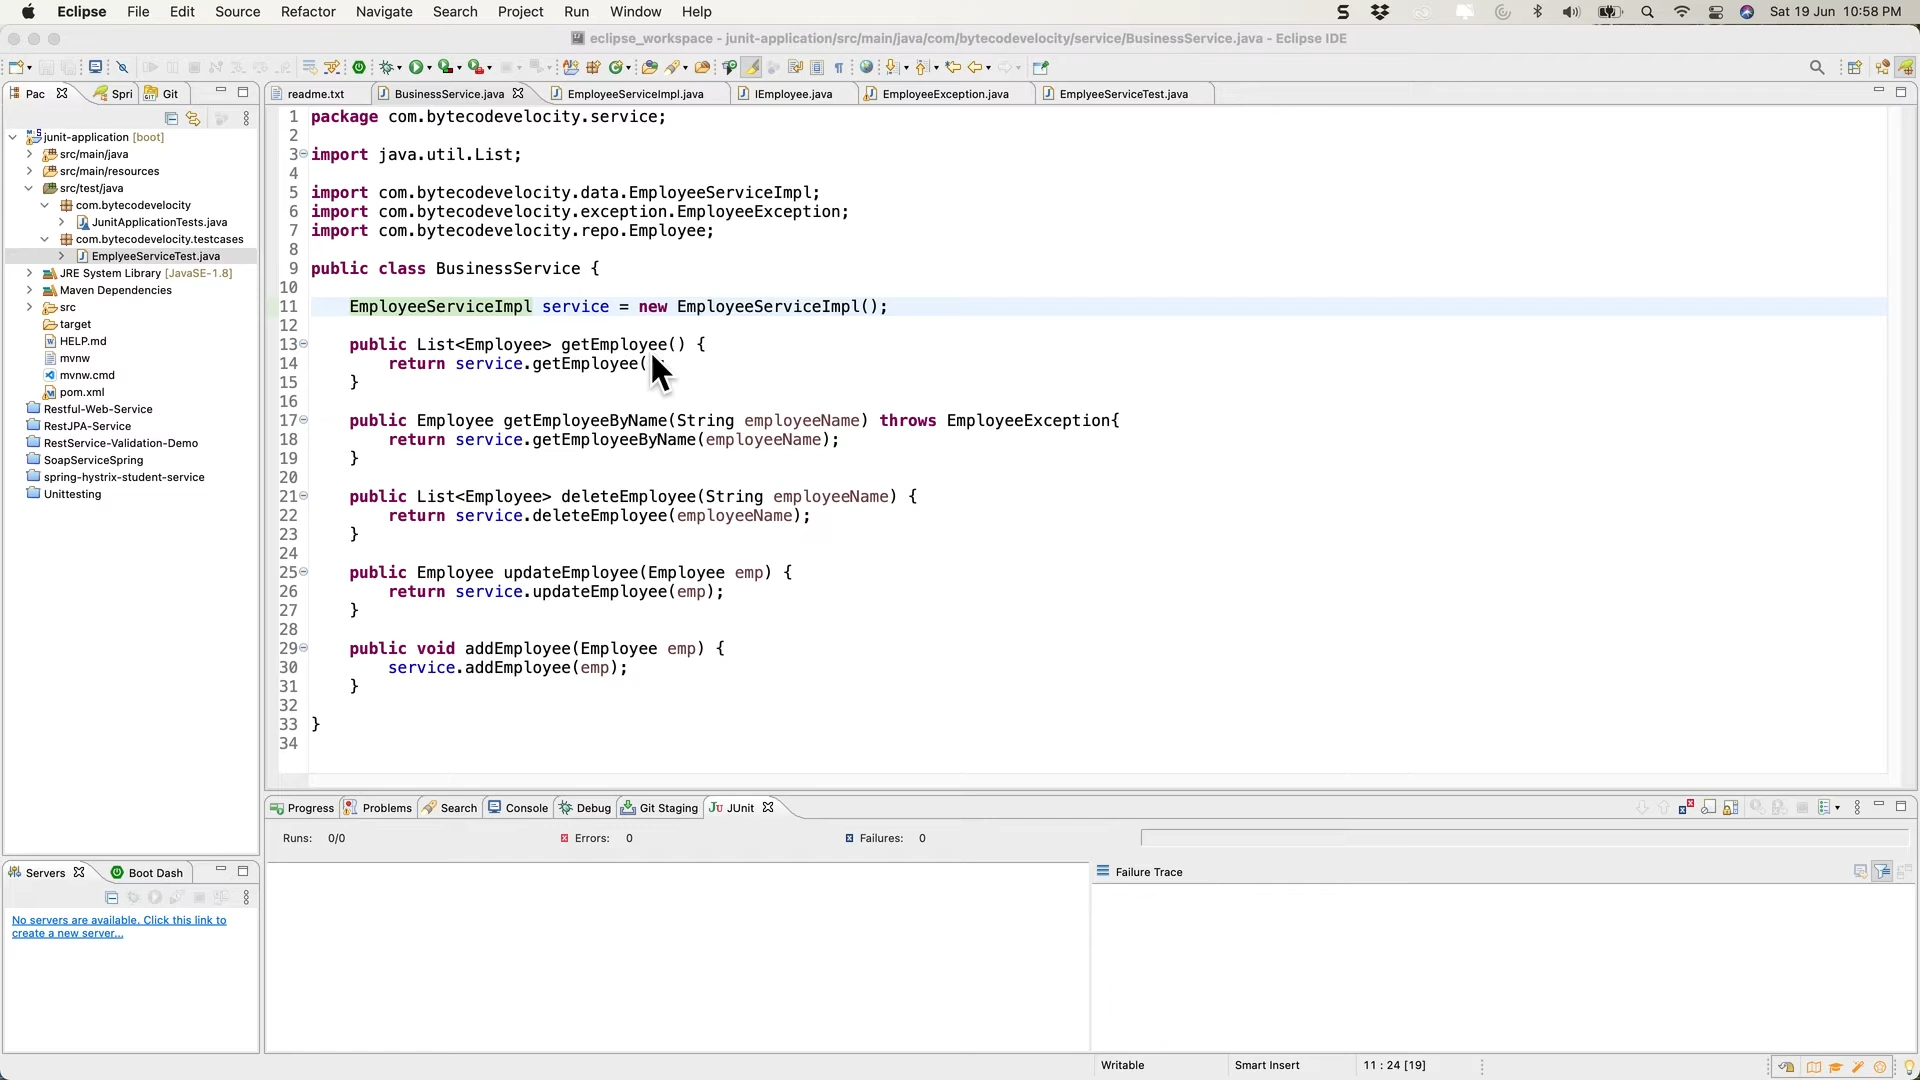 Eclipse File Edit Source Refactor Navigate Search Project Run Window Help Sat 19 Jun 10:58 PM
eclipse_workspace - junit-application/src/main/java/com/bytecodevelocity/service/BusinessService.java - Eclipse IDE
Pac Spri Git
junit-application [boot]
src/main/java
src/main/resources
src/test/java
com.bytecodevelocity
JunitApplicationTests.java
com.bytecodevelocity.testcases
EmplyeeServiceTest.java
JRE System Library [JavaSE-1.8]
Maven Dependencies
src
target
HELP.md
mvnw
mvnw.cmd
pom.xml
Restful-Web-Service
RestJPA-Service
RestService-Validation-Demo
SoapServiceSpring
spring-hystrix-student-service
Unittesting
readme.txt BusinessService.java EmployeeServiceImpl.java IEmployee.java EmployeeException.java EmplyeeServiceTest.java
1 package com.bytecodevelocity.service;
2
3 import java.util.List;
4
5 import com.bytecodevelocity.data.EmployeeServiceImpl;
6 import com.bytecodevelocity.exception.EmployeeException;
7 import com.bytecodevelocity.repo.Employee;
8
9 public class BusinessService {
10
11 EmployeeServiceImpl service = new EmployeeServiceImpl();
12
13 public List<Employee> getEmployee() {
14 return service.getEmployee(
15 }
16
17 public Employee getEmployeeByName(String employeeName) throws EmployeeException{
18 return service.getEmployeeByName(employeeName);
19 }
20
21 public List<Employee> deleteEmployee(String employeeName) {
22 return service.deleteEmployee(employeeName);
23 }
24
25 public Employee updateEmployee(Employee emp) {
26 return service.updateEmployee(emp);
27 }
28
29 public void addEmployee(Employee emp) {
30 service.addEmployee(emp);
31 }
32
33 }
34
Progress Problems Search Console Debug Git Staging JUnit
Runs: 0/0 Errors: 0 Failures: 0
Failure Trace
Servers Boot Dash
No servers are available. Click this link to
create a new server...
Writable Smart Insert 11 : 24 [19]